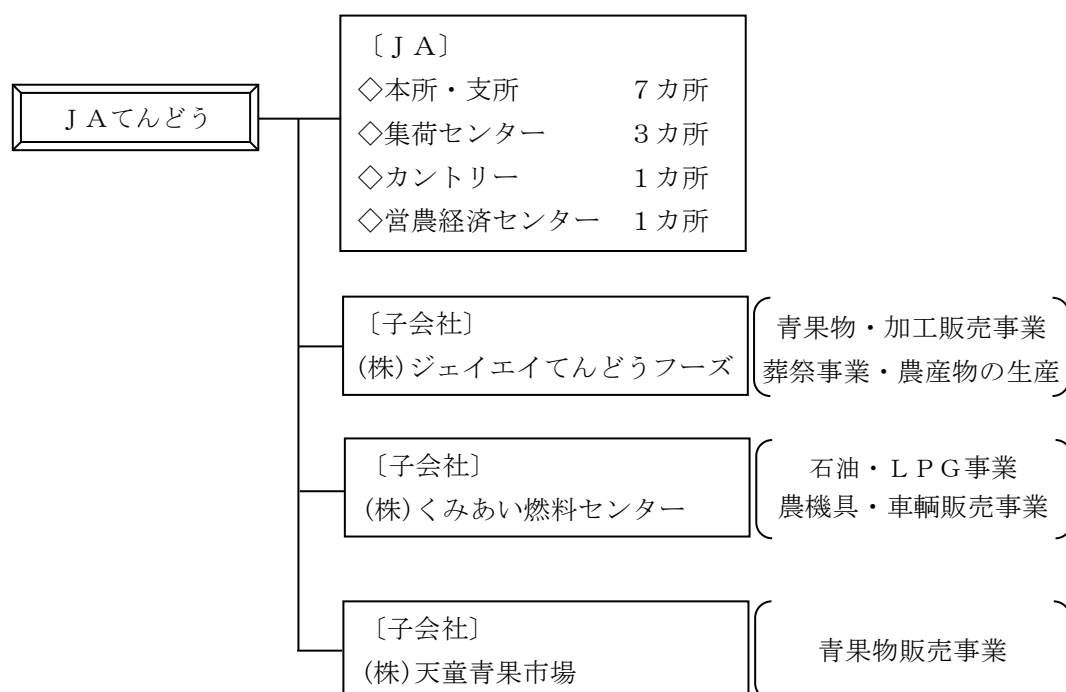 ＪＡてんどう
〔ＪＡ〕
◇本所・支所　７カ所
◇集荷センター　３カ所
◇カントリー　１カ所
◇営農経済センター　１カ所
〔子会社〕
(株)ジェイエイてんどうフーズ
青果物・加工販売事業
葬祭事業・農産物の生産
〔子会社〕
(株)くみあい燃料センター
石油・ＬＰＧ事業
農機具・車輌販売事業
〔子会社〕
(株)天童青果市場
青果物販売事業